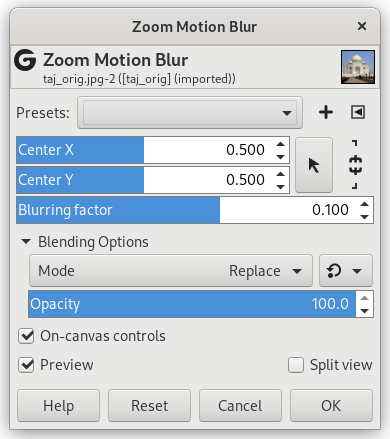 Zoom Motion Blur
Zoom Motion Blur
taj_orig.jpg-2 ([taj_orig] (imported))
Presets:
Center X 0.500
Center Y 0.500
Blurring factor 0.100
Blending Options
Mode Replace
Opacity 100.0
On-canvas controls
Preview Split view
Help Reset Cancel OK